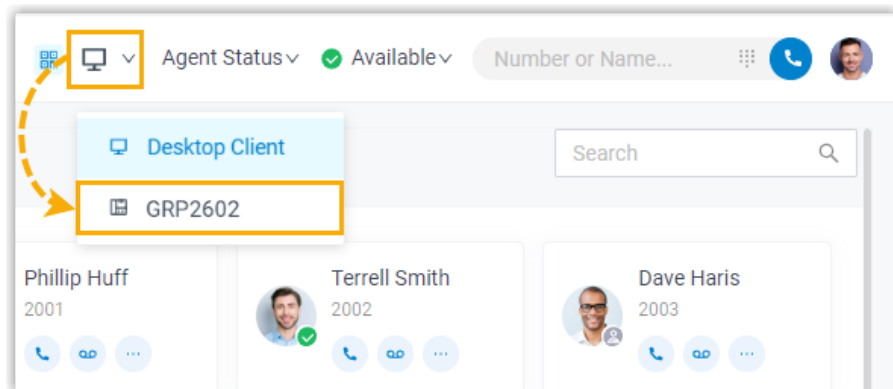 Agent Status Available Number or Name...
Desktop Client
Search
GRP2602
Phillip Huff Terrell Smith Dave Haris
2001 2002 2003